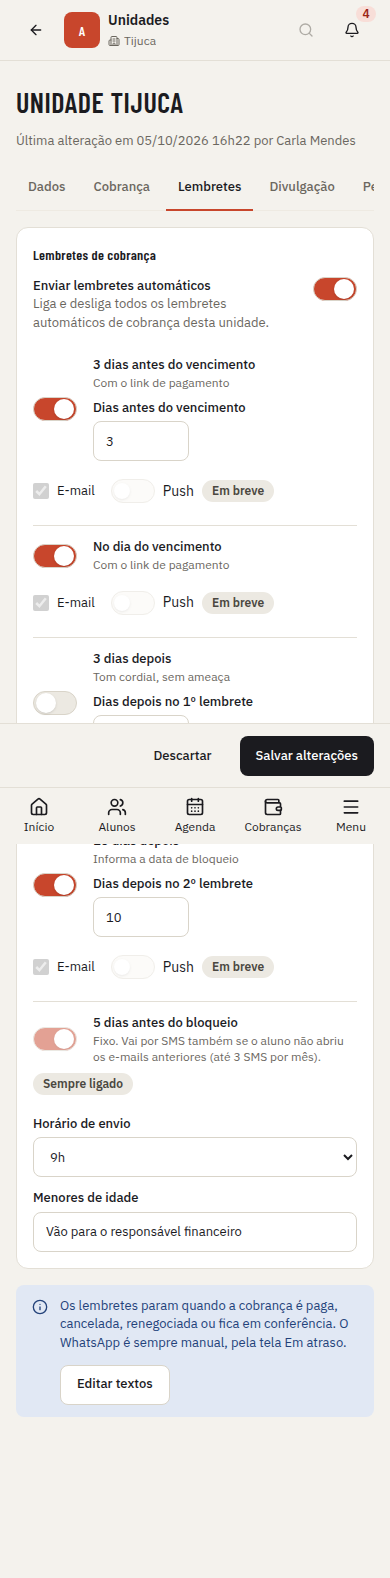 4
A
Unidades
Tijuca
UNIDADE TIJUCA
Última alteração em 05/10/2026 16h22 por Carla Mendes
Dados Cobrança Lembretes Divulgação
Lembretes de cobrança
Enviar lembretes automáticos
Liga e desliga todos os lembretes
automáticos de cobrança desta unidade.
3 dias antes do vencimento
Com o link de pagamento
Dias antes do vencimento
3
E-mail Push Em breve
No dia do vencimento
Com o link de pagamento
E-mail Push Em breve
3 dias depois
Tom cordial, sem ameaça
Dias depois no 1º lembrete
Descartar Salvar alterações
Início Alunos Agenda Cobranças Menu
Informa a data de bloqueio
Dias depois no 2º lembrete
10
E-mail Push Em breve
5 dias antes do bloqueio
Fixo. Vai por SMS também se o aluno não abriu
os e-mails anteriores (até 3 SMS por mês).
Sempre ligado
Horário de envio
9h
Menores de idade
Vão para o responsável financeiro
Os lembretes param quando a cobrança é paga,
cancelada, renegociada ou fica em conferência. O
WhatsApp é sempre manual, pela tela Em atraso.
Editar textos